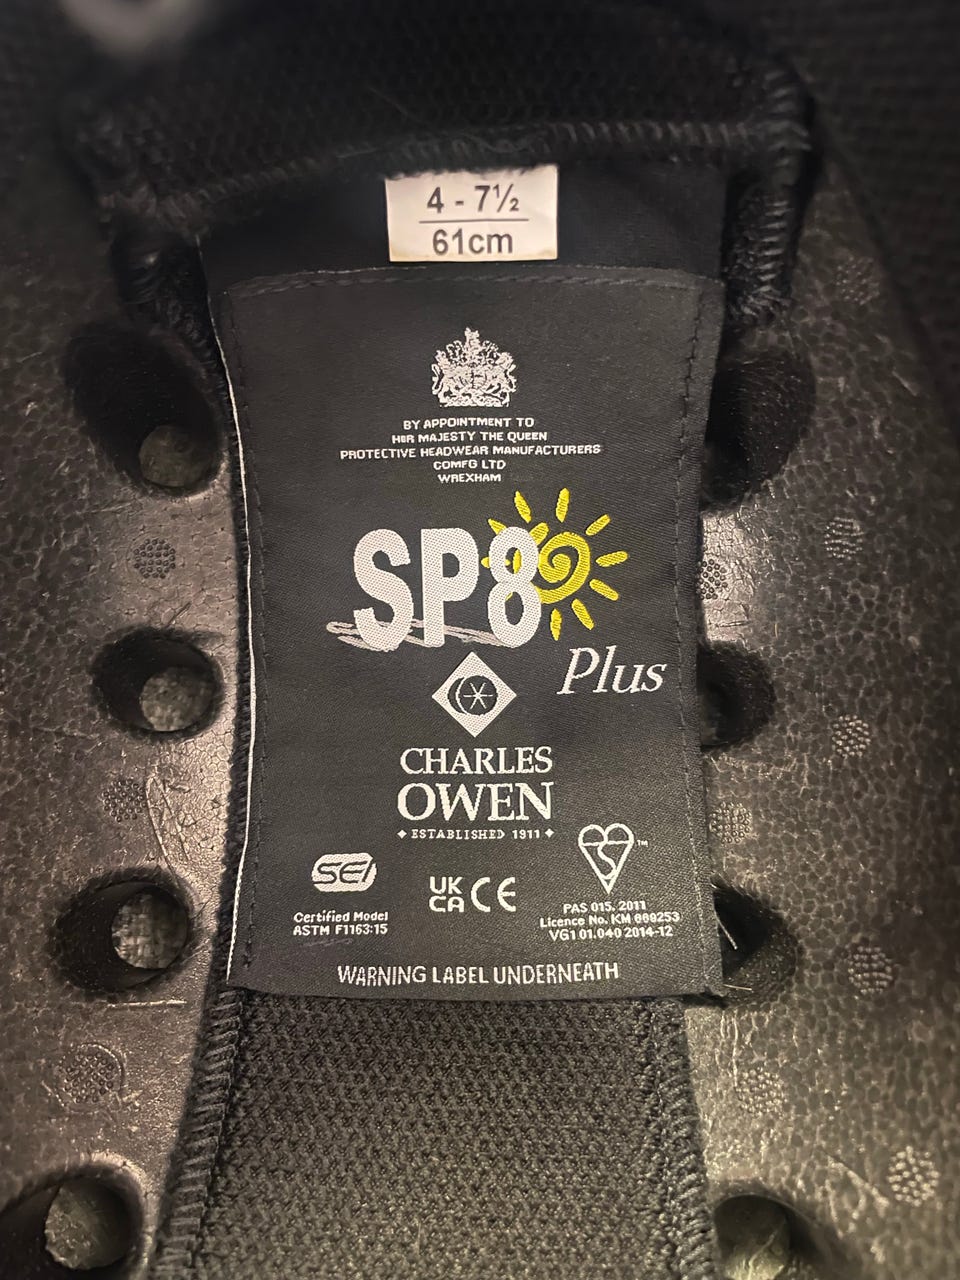 4 - 7½
61cm
BY APPOINTMENT TO
HER MAJESTY THE QUEEN
PROTECTIVE HEADWEAR MANUFACTURERS
COMFG LTD
WREXHAM
SP8
Plus
CHARLES
OWEN
ESTABLISHED 1911
SEI
Certified Model
ASTM F1163:15
UK
CA CE
™
PAS 015. 2011
Licence No. KM
VG1 01.040 2014-12
WARNING LABEL UNDERNEATH